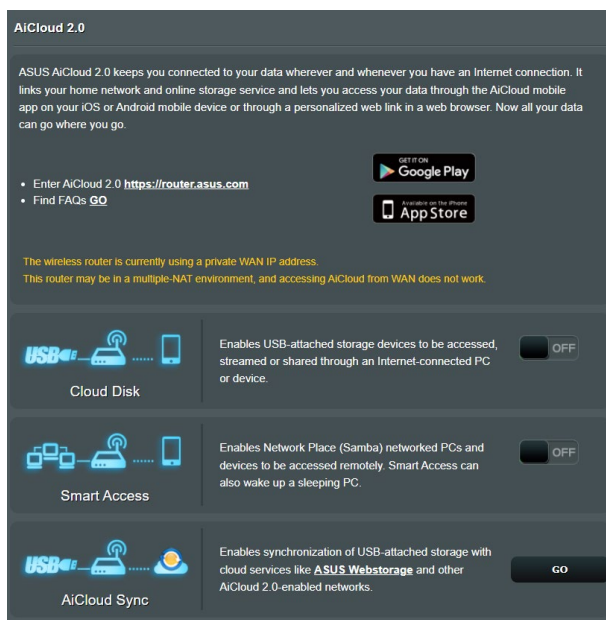 AiCloud 2.0
ASUS AiCloud 2.0 keeps you connected to your data wherever and whenever you have an Internet connection. It
links your home network and online storage service and lets you access your data through the AiCloud mobile
app on your iOS or Android mobile device or through a personalized web link in a web browser. Now all your data
can go where you go.
• Enter AiCloud 2.0 https://router.asus.com
• Find FAQs GO
GET IT ON
Google Play
Available on the iPhone
App Store
The wireless router is currently using a private WAN IP address.
This router may be in a multiple-NAT environment, and accessing AiCloud from WAN does not work.
USB
Cloud Disk
Enables USB-attached storage devices to be accessed,
streamed or shared through an Internet-connected PC
or device.
OFF
Smart Access
Enables Network Place (Samba) networked PCs and
devices to be accessed remotely. Smart Access can
also wake up a sleeping PC.
OFF
USB
AiCloud Sync
Enables synchronization of USB-attached storage with
cloud services like ASUS Webstorage and other
AiCloud 2.0-enabled networks.
GO